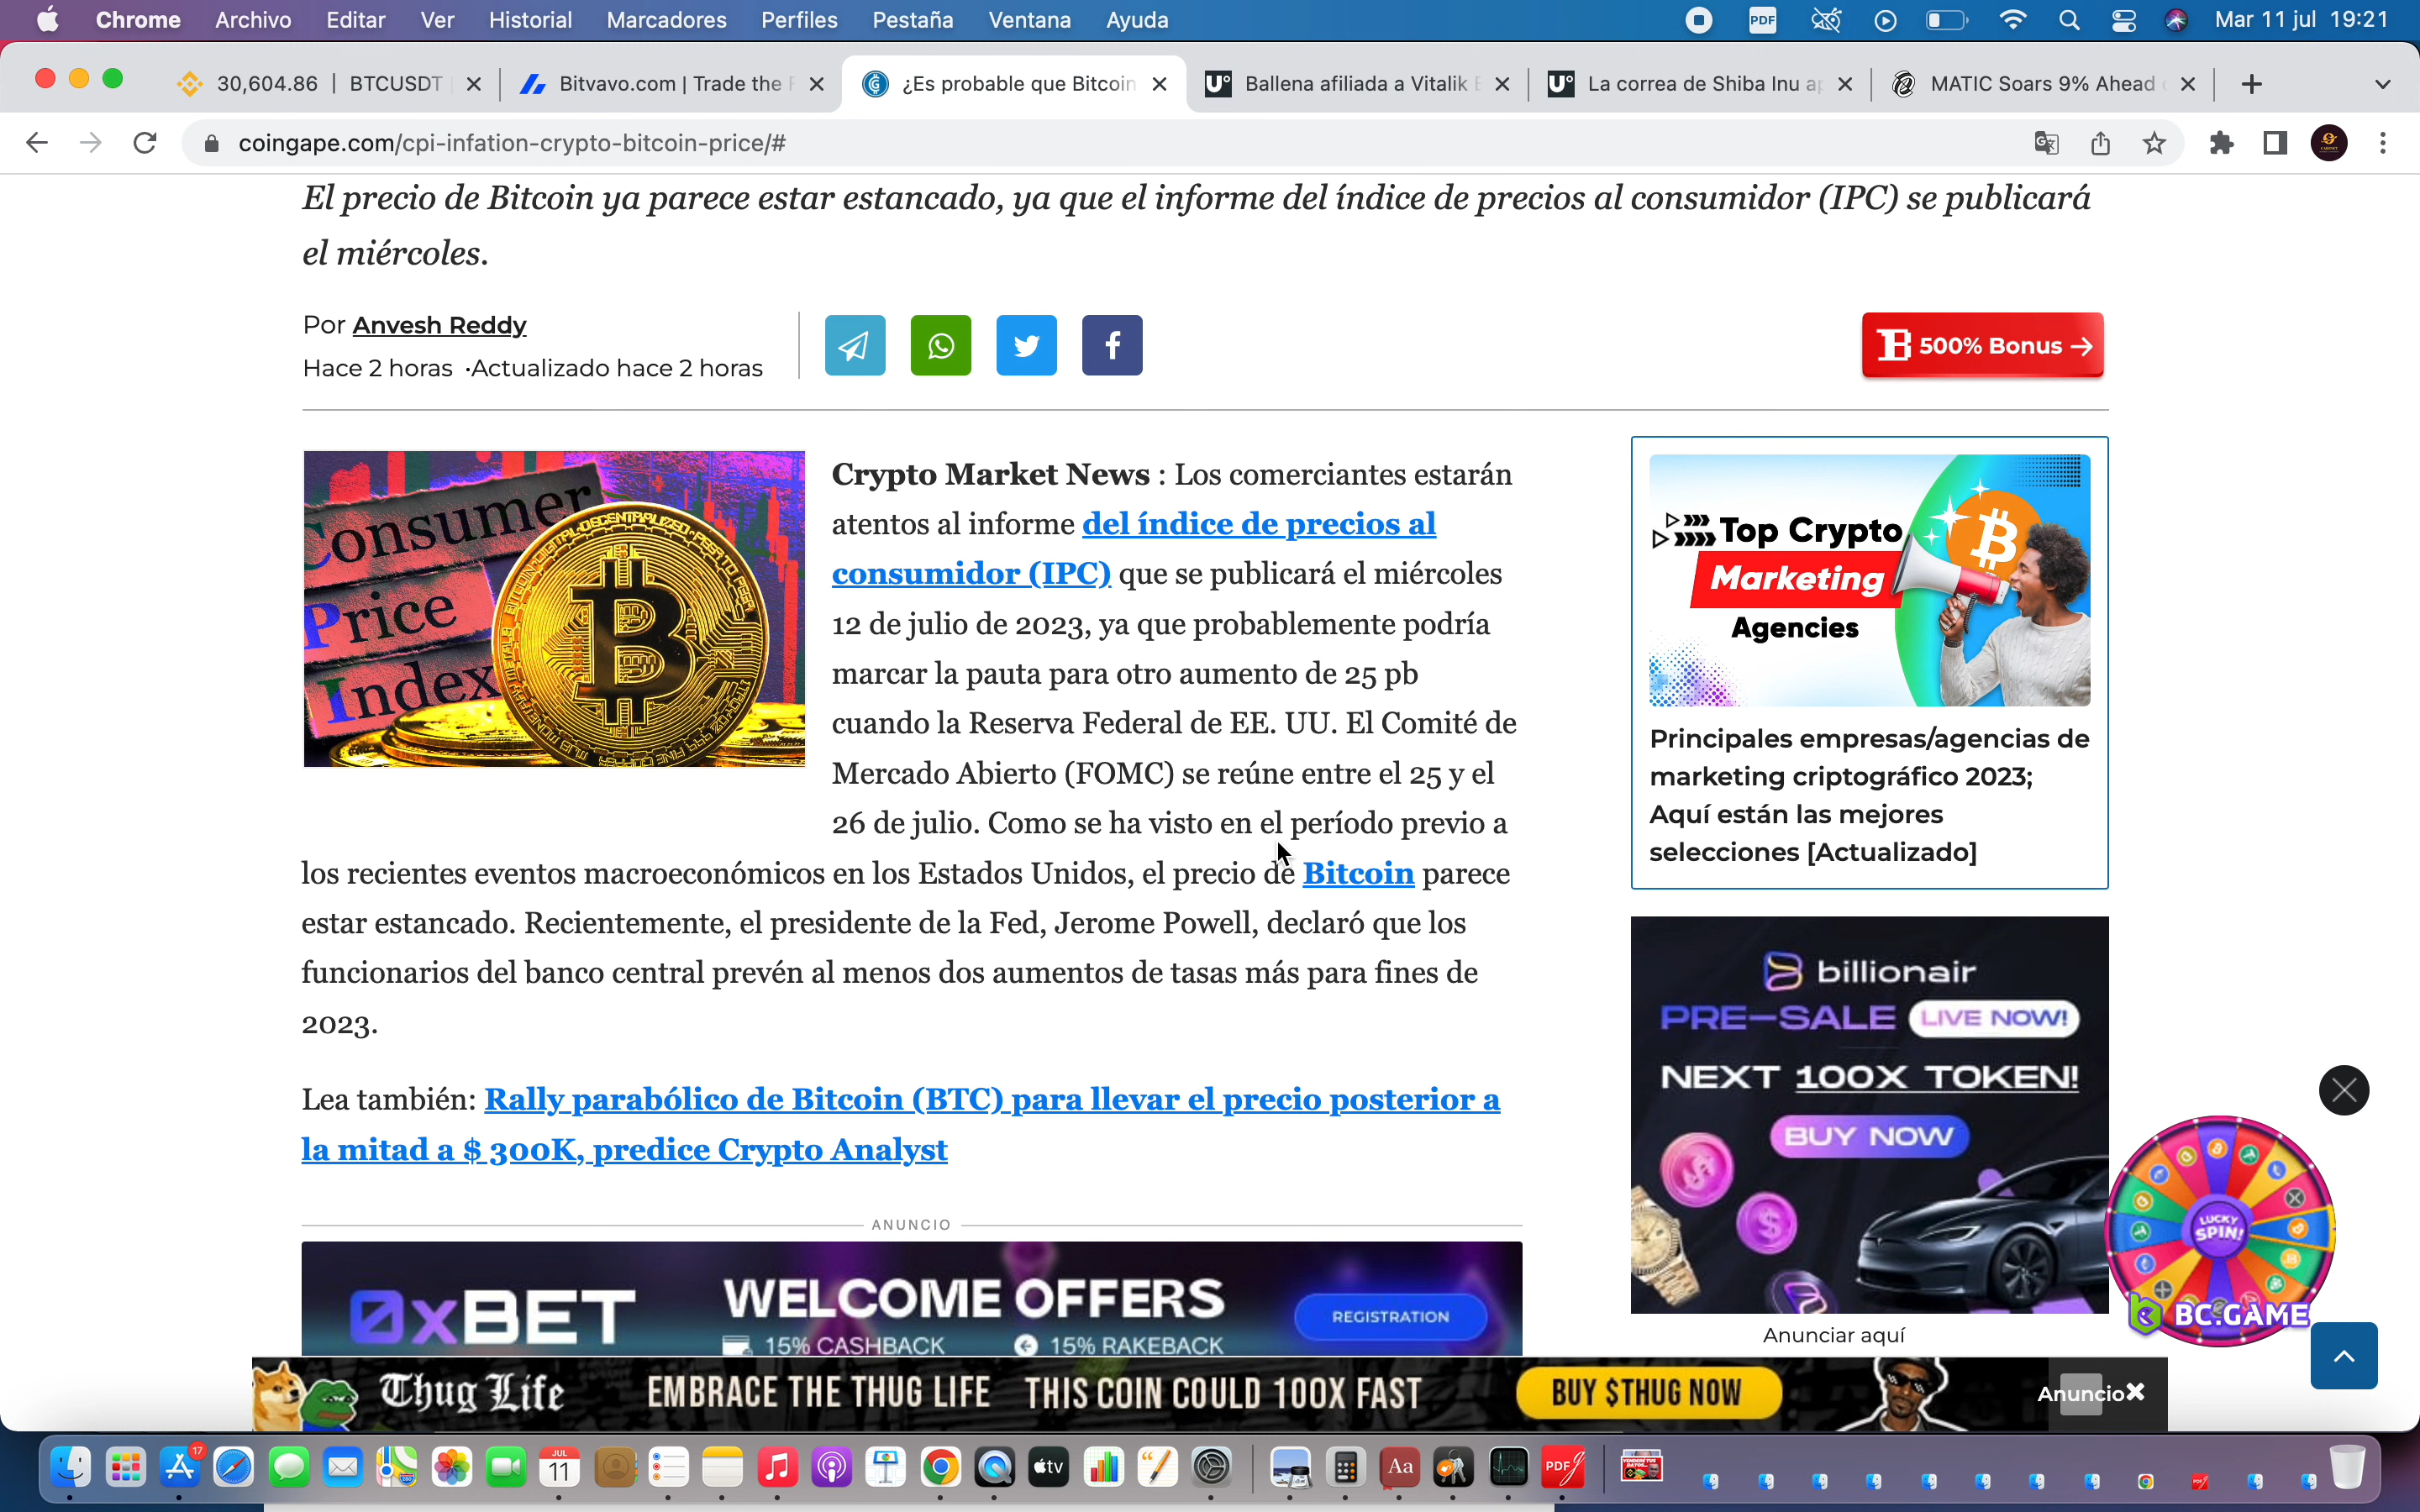 Chrome Archivo Editar Ver Historial Marcadores Perfiles Pestaña Ventana Ayuda
PDF
Mar 11 jul 19:21
30,604.86 | BTCUSDT
Bitvavo.com | Trade the
¿Es probable que Bitcoin
Ballena afiliada a Vitalik
La correa de Shiba Inu
MATIC Soars 9% Ahead
coingape.com/cpi-infation-crypto-bitcoin-price/#
El precio de Bitcoin ya parece estar estancado, ya que el informe del índice de precios al consumidor (IPC) se publicará
el miércoles.
Por Anvesh Reddy
Hace 2 horas ·Actualizado hace 2 horas
500% Bonus →
Consumer
Price
Index
Crypto Market News : Los comerciantes estarán
atentos al informe del índice de precios al
consumidor (IPC) que se publicará el miércoles
12 de julio de 2023, ya que probablemente podría
marcar la pauta para otro aumento de 25 pb
cuando la Reserva Federal de EE. UU. El Comité de
Mercado Abierto (FOMC) se reúne entre el 25 y el
26 de julio. Como se ha visto en el período previo a
los recientes eventos macroeconómicos en los Estados Unidos, el precio de Bitcoin parece
estar estancado. Recientemente, el presidente de la Fed, Jerome Powell, declaró que los
funcionarios del banco central prevén al menos dos aumentos de tasas más para fines de
2023.
Lea también: Rally parabólico de Bitcoin (BTC) para llevar el precio posterior a
la mitad a $ 300K, predice Crypto Analyst
ANUNCIO
0xBET
WELCOME OFFERS
15% CASHBACK 15% RAKEBACK
REGISTRATION
Top Crypto
Marketing
Agencies
Principales empresas/agencias de
marketing criptográfico 2023;
Aquí están las mejores
selecciones [Actualizado]
billionair
PRE-SALE LIVE NOW!
NEXT 100X TOKEN!
BUY NOW
Anunciar aquí
LUCKY
SPIN!
BC.GAME
Thug Life
EMBRACE THE THUG LIFE THIS COIN COULD 100X FAST
BUY $THUG NOW
Anuncio
17
JUL
11
tv
Aa
PDF